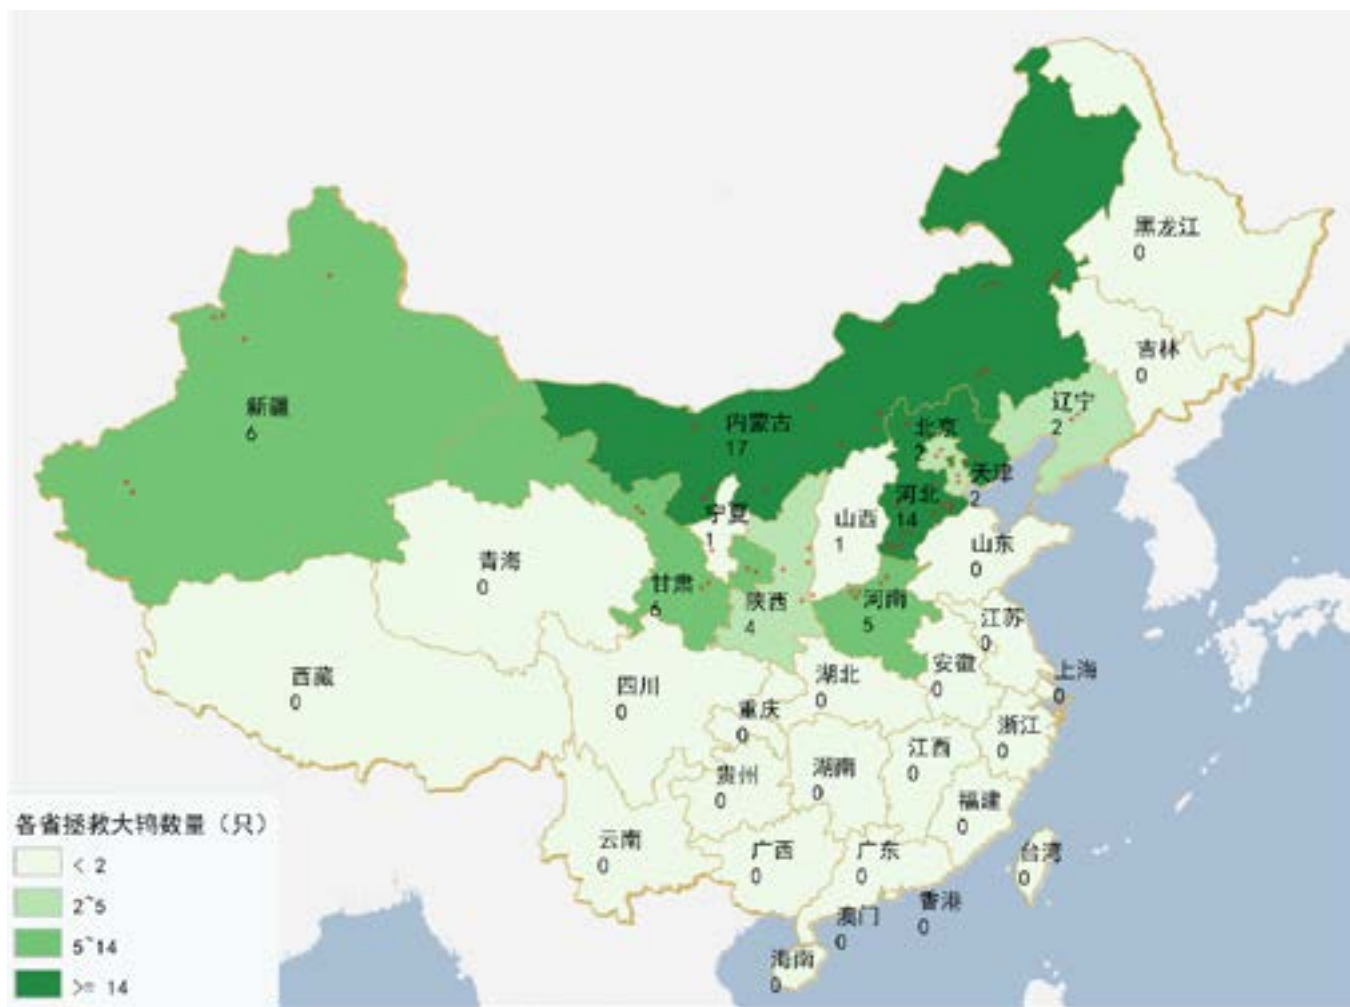 黑龙江
0
吉林
0
辽宁
2
新疆
6
内蒙古
17
北京
2
天津
2
河北
14
宁夏
1
山西
1
山东
0
青海
0
甘肃
6
陕西
4
河南
5
江苏
0
西藏
0
四川
0
湖北
0
安徽
0
上海
0
重庆
0
浙江
0
贵州
0
湖南
0
江西
0
福建
0
云南
0
广西
0
广东
0
台湾
0
澳门
0
香港
0
海南
0
各省拯救大鸨数量（只）
< 2
2~5
5~14
>= 14